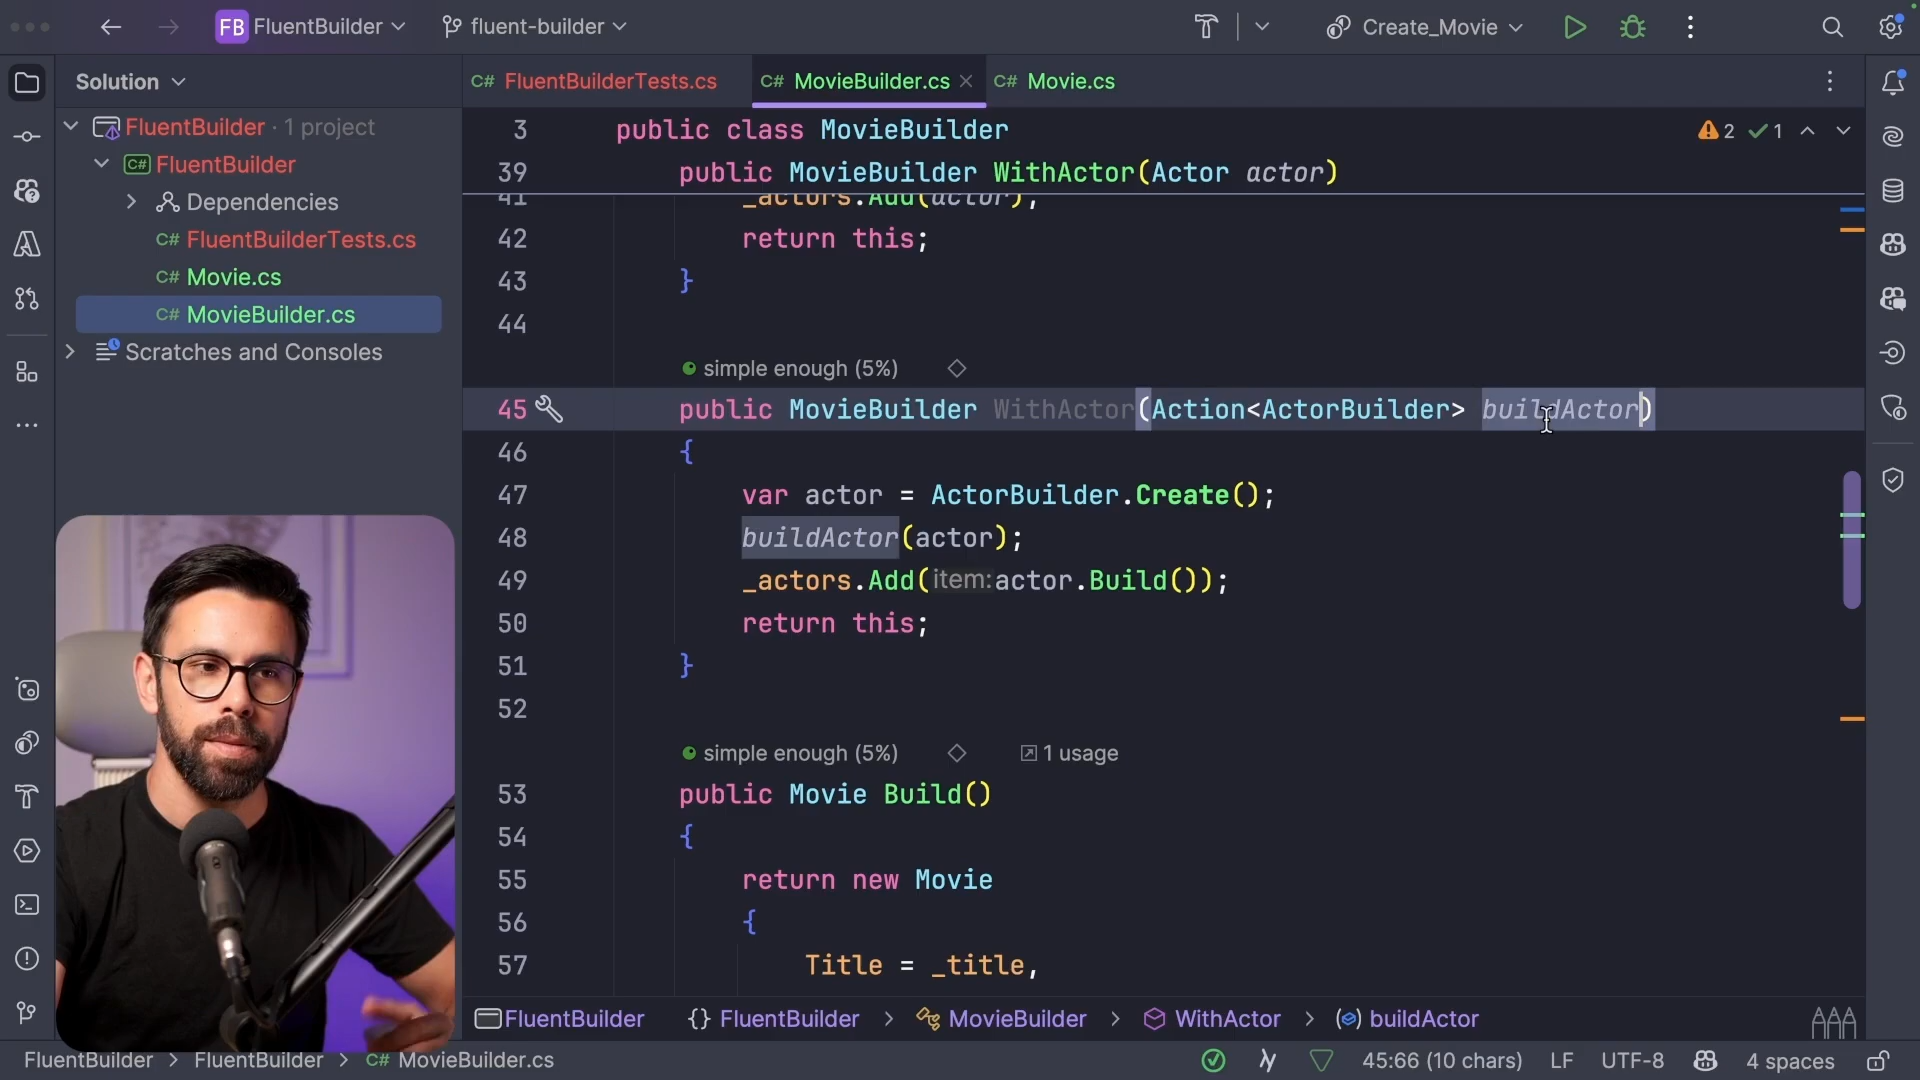 FB FluentBuilder
fluent-builder
Create_Movie
Solution
C# FluentBuilderTests.cs
C# MovieBuilder.cs
C# Movie.cs
FluentBuilder · 1 project
C# FluentBuilder
Dependencies
C# FluentBuilderTests.cs
C# Movie.cs
C# MovieBuilder.cs
Scratches and Consoles
2 1
3 public class MovieBuilder
39 public MovieBuilder WithActor(Actor actor)
41 _actors.Add(actor);
42 return this;
43 }
44
simple enough (5%)
45 public MovieBuilder WithActor(Action<ActorBuilder> buildActor)
46 {
47 var actor = ActorBuilder.Create();
48 buildActor(actor);
49 _actors.Add(item:actor.Build());
50 return this;
51 }
52
simple enough (5%) 1 usage
53 public Movie Build()
54 {
55 return new Movie
56 {
57 Title = _title,
FluentBuilder {} FluentBuilder > MovieBuilder > WithActor > buildActor
FluentBuilder > FluentBuilder > C# MovieBuilder.cs
45:66 (10 chars) LF UTF-8 4 spaces